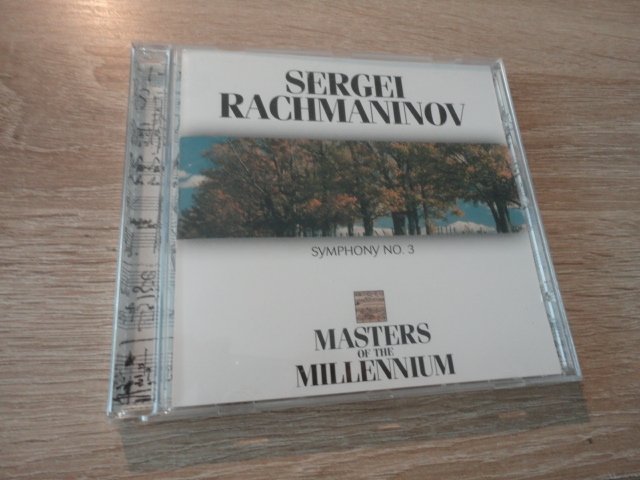 SERGEI
RACHMANINOV
SYMPHONY NO. 3
MASTERS
OF THE
MILLENNIUM